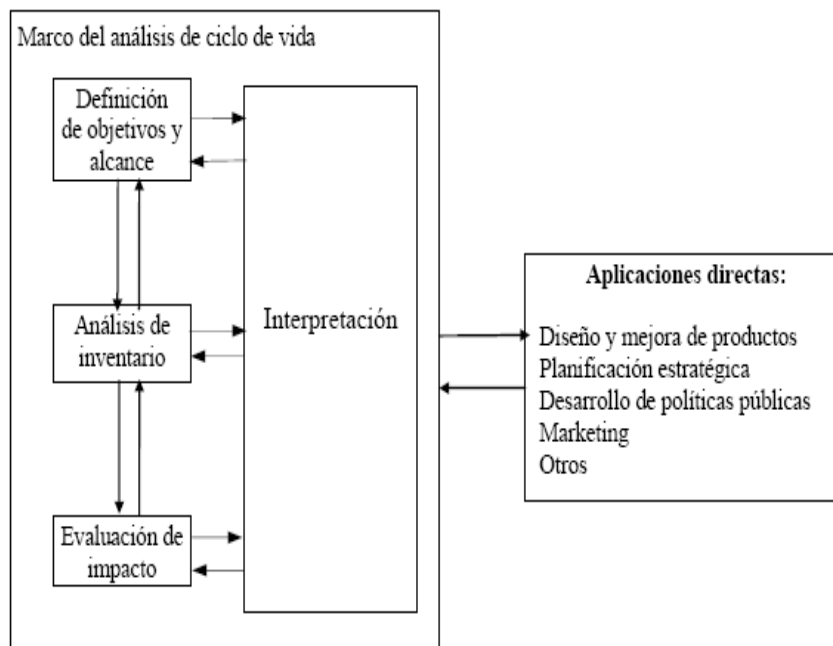 Marco del análisis de ciclo de vida
Definición
de objetivos y
alcance
Análisis de
inventario
Evaluación de
impacto
Interpretación
Aplicaciones directas:
Diseño y mejora de productos
Planificación estratégica
Desarrollo de políticas públicas
Marketing
Otros